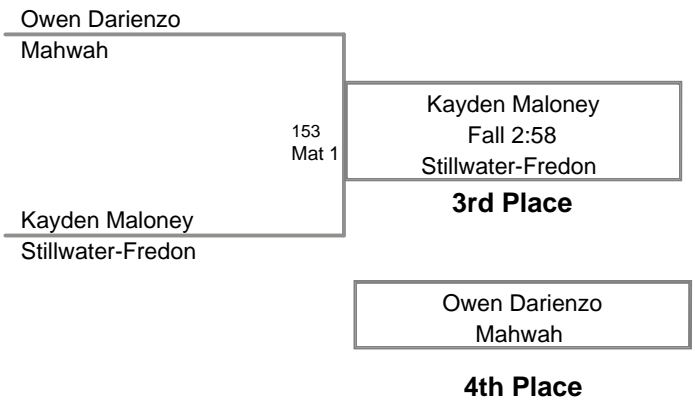 Owen Darienzo
Mahwah
153
Mat 1
Kayden Maloney
Stillwater-Fredon
Kayden Maloney
Fall 2:58
Stillwater-Fredon
3rd Place
Owen Darienzo
Mahwah
4th Place